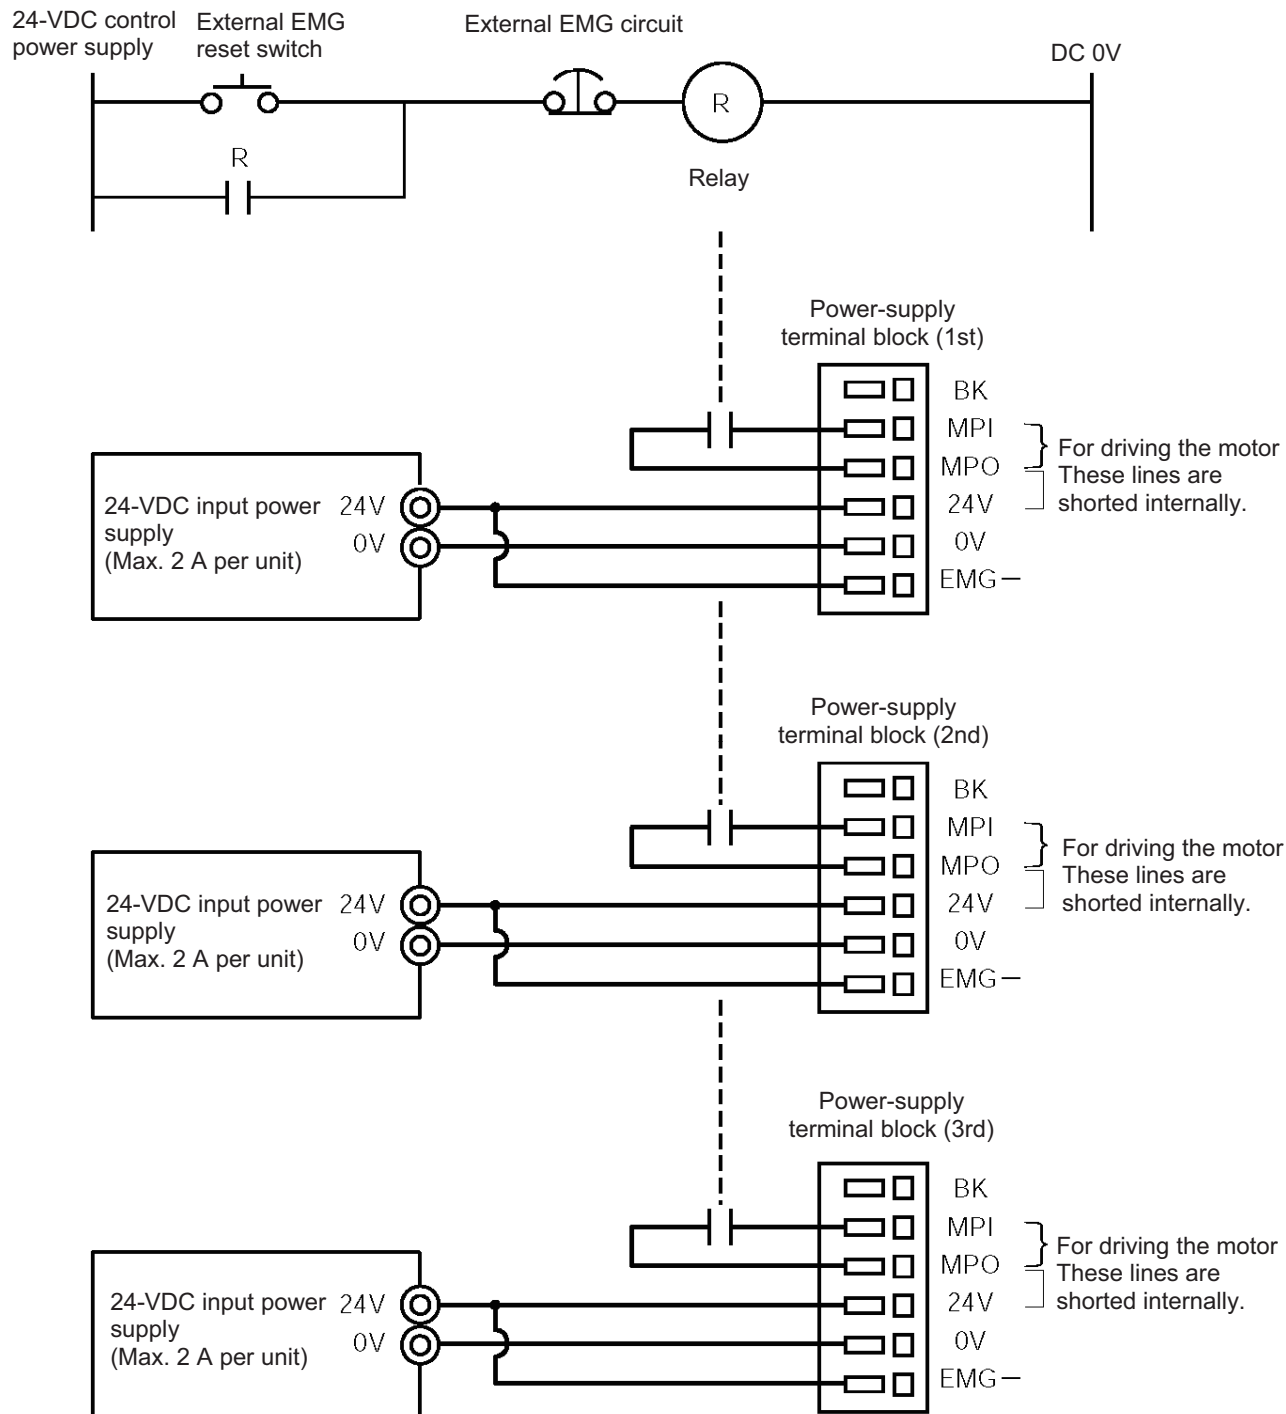 24-VDC control
power supply
External EMG
reset switch
External EMG circuit
DC 0V
R
R
Relay
Power-supply
terminal block (1st)
BK
MPI
MPO
24V
0V
EMG－
For driving the motor
These lines are
shorted internally.
24-VDC input power
supply
(Max. 2 A per unit)
24V
0V
Power-supply
terminal block (2nd)
BK
MPI
MPO
24V
0V
EMG－
For driving the motor
These lines are
shorted internally.
24-VDC input power
supply
(Max. 2 A per unit)
24V
0V
Power-supply
terminal block (3rd)
BK
MPI
MPO
24V
0V
EMG－
For driving the motor
These lines are
shorted internally.
24-VDC input power
supply
(Max. 2 A per unit)
24V
0V